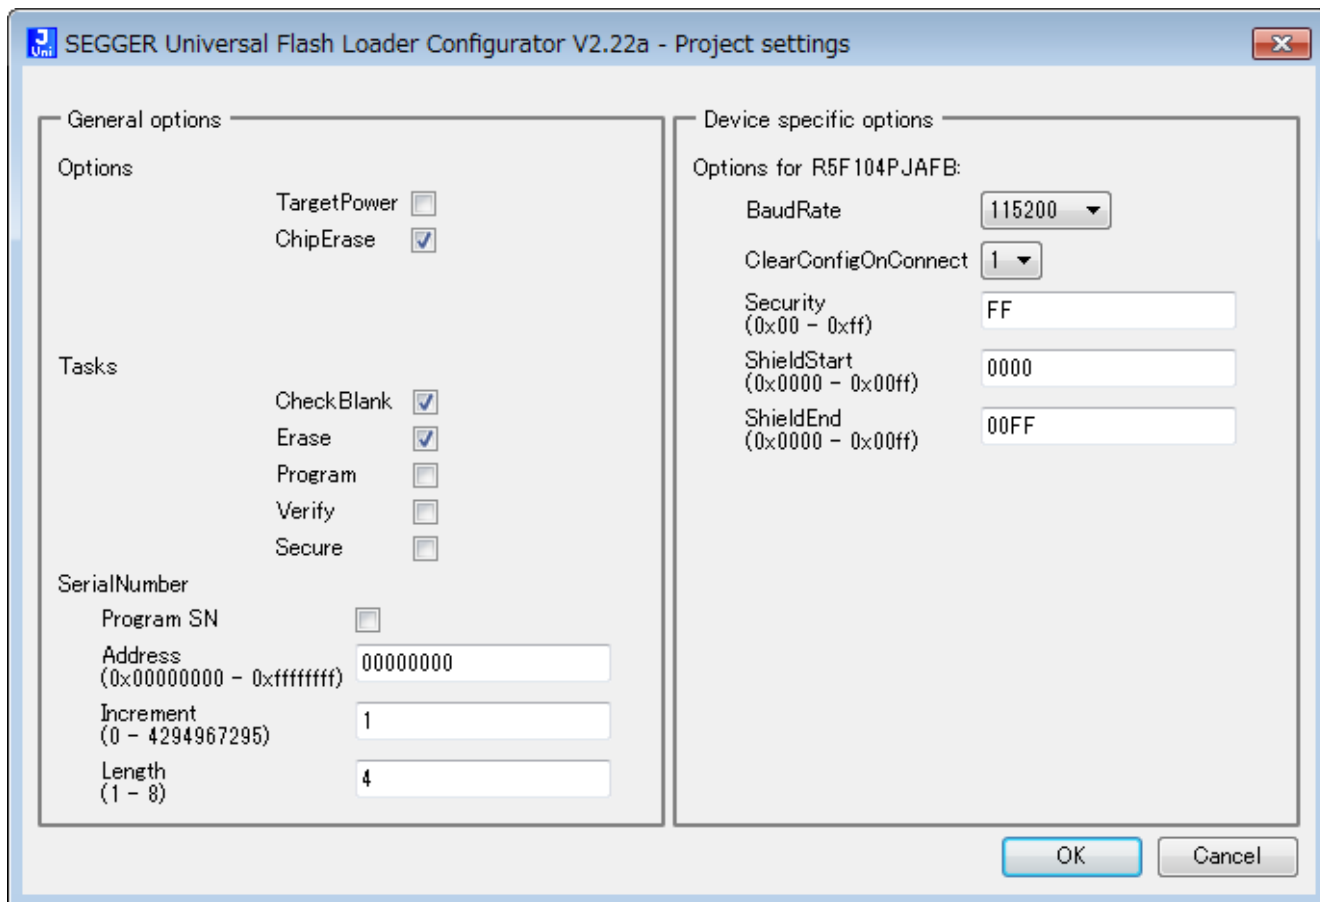 J
Uni
SEGGER Universal Flash Loader Configurator V2.22a - Project settings
General options
Options
TargetPower
ChipErase
Tasks
CheckBlank
Erase
Program
Verify
Secure
SerialNumber
Program SN
Address
(0x00000000 - 0xffffffff)
00000000
Increment
(0 - 4294967295)
1
Length
(1 - 8)
4
Device specific options
Options for R5F104PJAFB:
BaudRate
115200
ClearConfigOnConnect
1
Security
(0x00 - 0xff)
FF
ShieldStart
(0x0000 - 0x00ff)
0000
ShieldEnd
(0x0000 - 0x00ff)
00FF
OK
Cancel